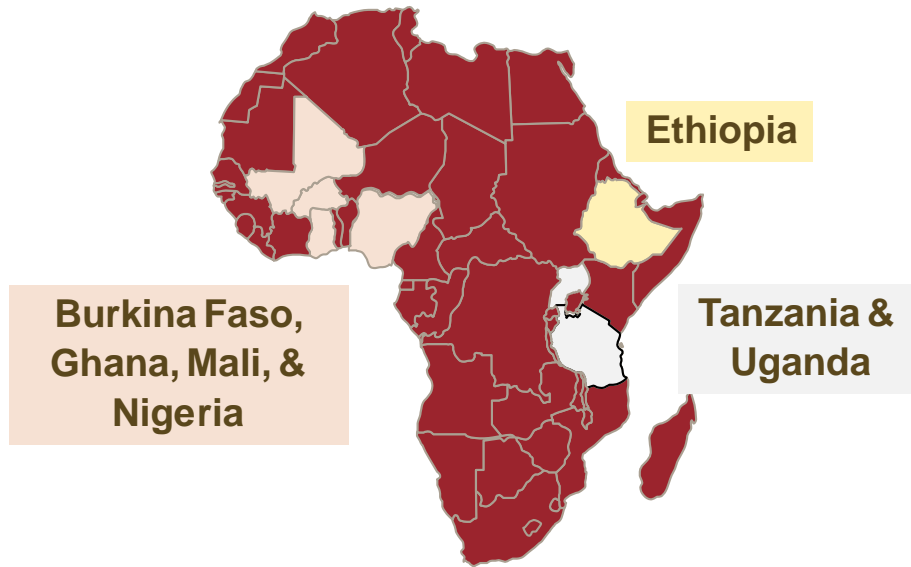 Ethiopia
Burkina Faso,
Ghana, Mali, &
Nigeria
Tanzania &
Uganda